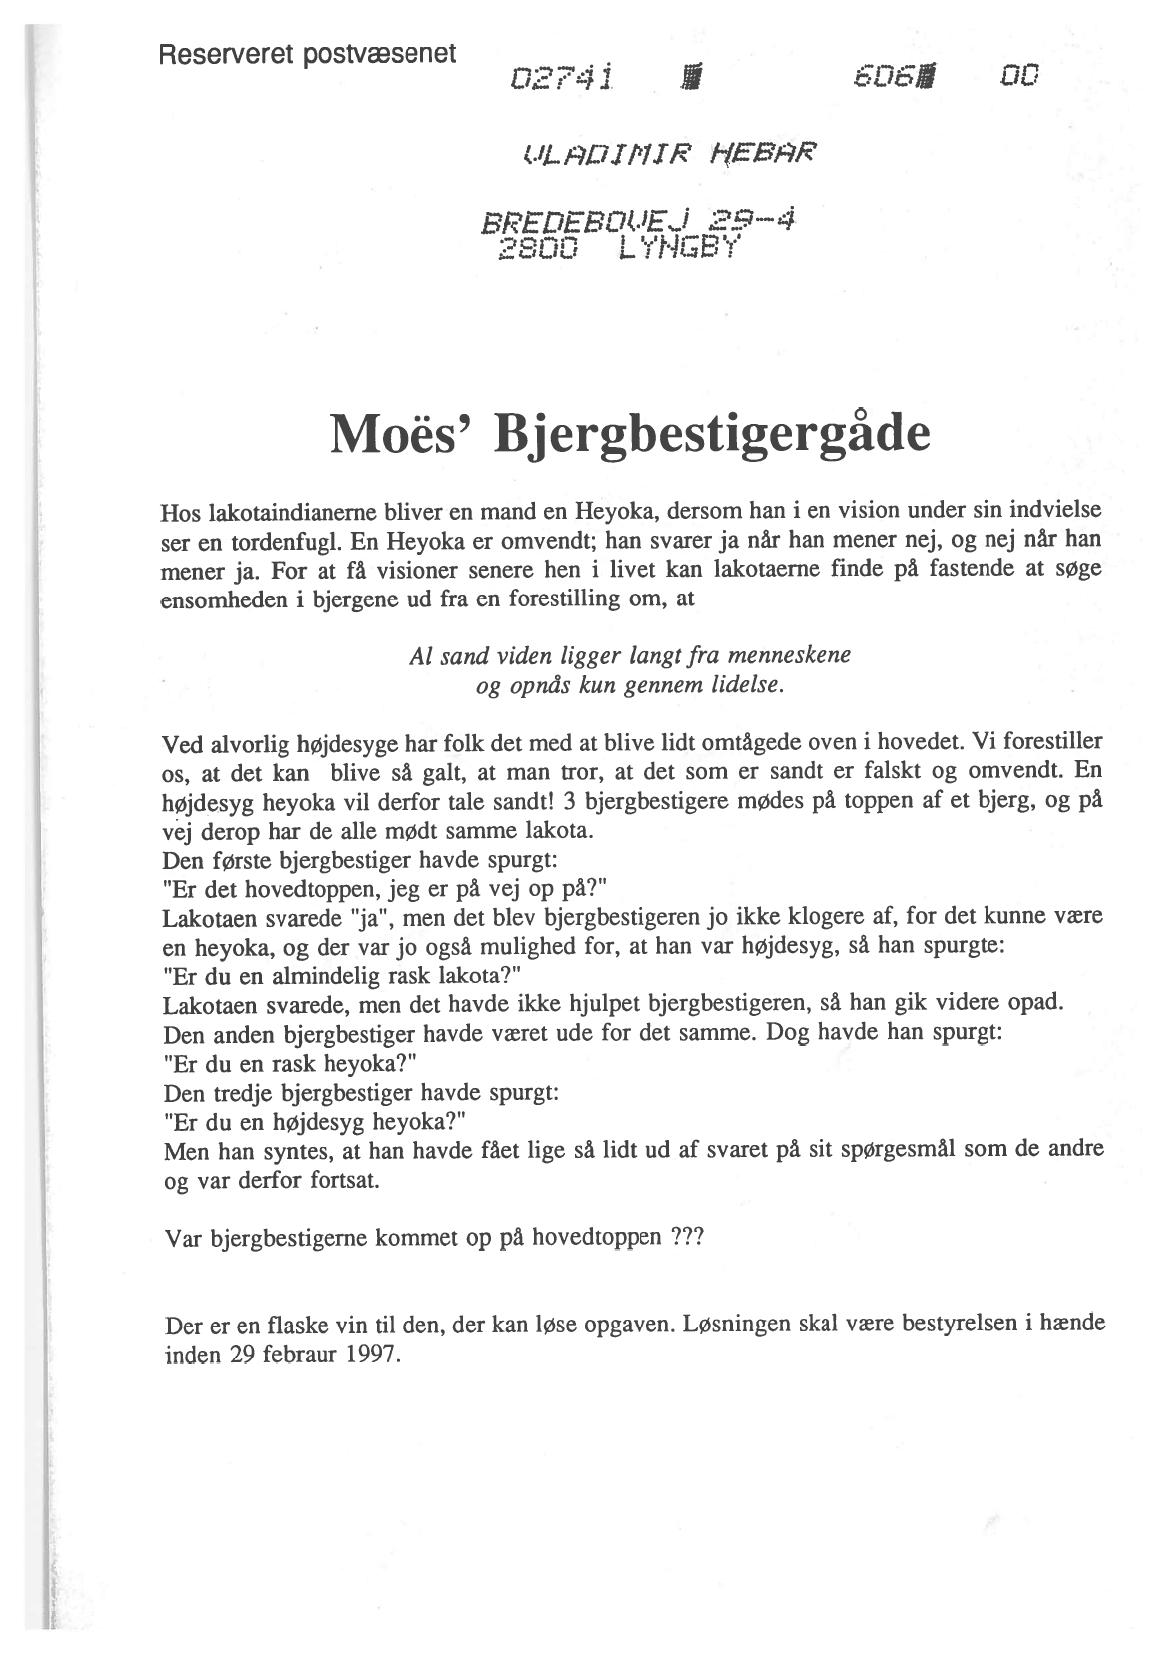 Reserveret postvæsenet
02741 606 00
VLADIMIR HEBAR
BREDEBOVEJ 29-4
2800 LYNGBY
Moës’ Bjergbestigergåde
Hos lakotaindianerne bliver en mand en Heyoka, dersom han i en vision under sin indvielse
ser en tordenfugl. En Heyoka er omvendt; han svarer ja når han mener nej, og nej når han
mener ja. For at få visioner senere hen i livet kan lakotaerne finde på fastende at søge
ensomheden i bjergene ud fra en forestilling om, at
Al sand viden ligger langt fra menneskene
og opnås kun gennem lidelse.
Ved alvorlig højdesyge har folk det med at blive lidt omtågede oven i hovedet. Vi forestiller
os, at det kan blive så galt, at man tror, at det som er sandt er falskt og omvendt. En
højdesyg heyoka vil derfor tale sandt! 3 bjergbestigere mødes på toppen af et bjerg, og på
vej derop har de alle mødt samme lakota.
Den første bjergbestiger havde spurgt:
"Er det hovedtoppen, jeg er på vej op på?"
Lakotaen svarede "ja", men det blev bjergbestigeren jo ikke klogere af, for det kunne være
en heyoka, og der var jo også mulighed for, at han var højdesyg, så han spurgte:
"Er du en almindelig rask lakota?"
Lakotaen svarede, men det havde ikke hjulpet bjergbestigeren, så han gik videre opad.
Den anden bjergbestiger havde været ude for det samme. Dog havde han spurgt:
"Er du en rask heyoka?"
Den tredje bjergbestiger havde spurgt:
"Er du en højdesyg heyoka?"
Men han syntes, at han havde fået lige så lidt ud af svaret på sit spørgesmål som de andre
og var derfor fortsat.
Var bjergbestigerne kommet op på hovedtoppen ???
Der er en flaske vin til den, der kan løse opgaven. Løsningen skal være bestyrelsen i hænde
inden 29 februar 1997.